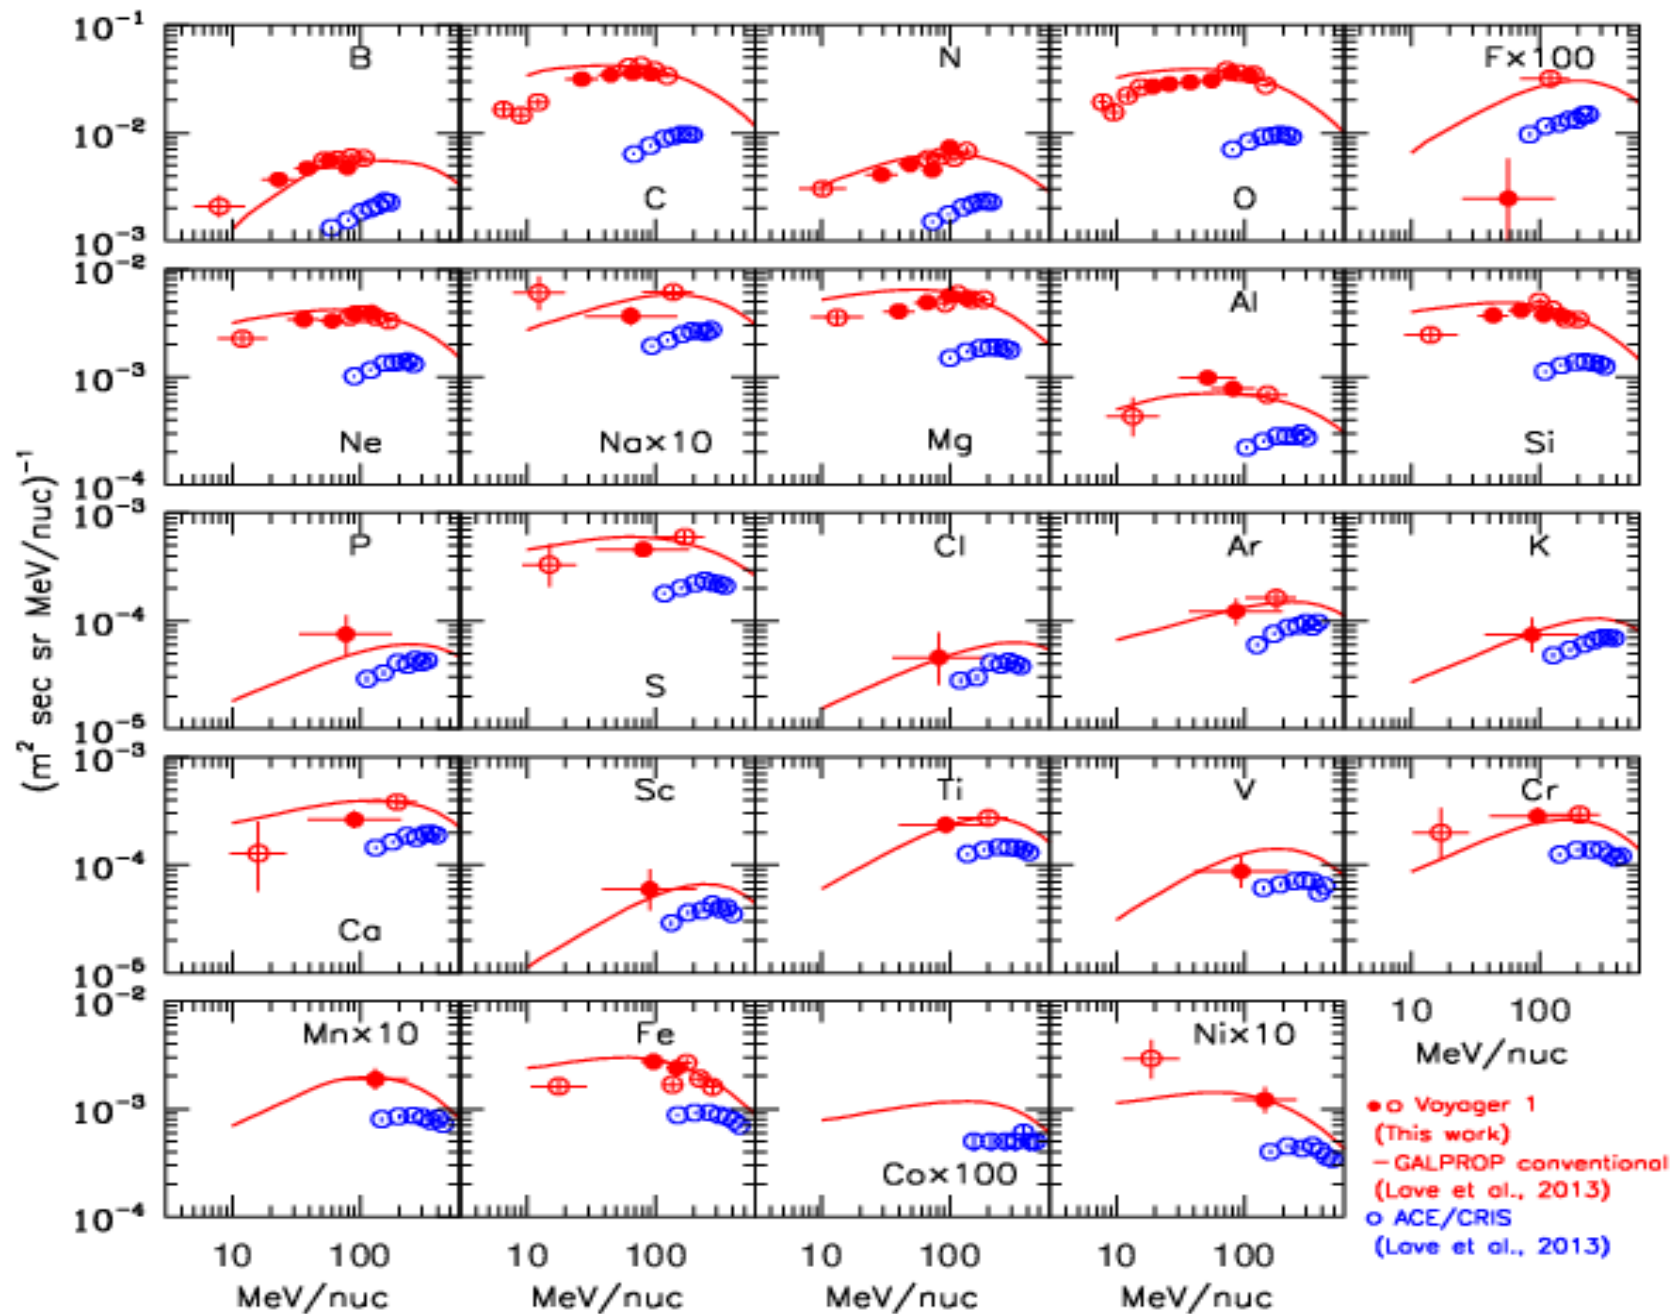 (m² sec sr MeV/nuc)⁻¹
10⁻¹
10⁻²
10⁻³
B
C
N
O
F×100
10⁻²
10⁻³
10⁻⁴
Ne
Na×10
Mg
Al
Si
10⁻³
10⁻⁴
10⁻⁵
P
S
Cl
Ar
K
10⁻³
10⁻⁴
10⁻⁵
Ca
Sc
Ti
V
Cr
10 100
MeV/nuc
10⁻²
10⁻³
10⁻⁴
Mn×10
Fe
Co×100
Ni×10
10 100 10 100 10 100 10 100
MeV/nuc MeV/nuc MeV/nuc MeV/nuc
Voyager 1
(This work)
GALPROP conventional
(Lave et al., 2013)
ACE/CRIS
(Lave et al., 2013)